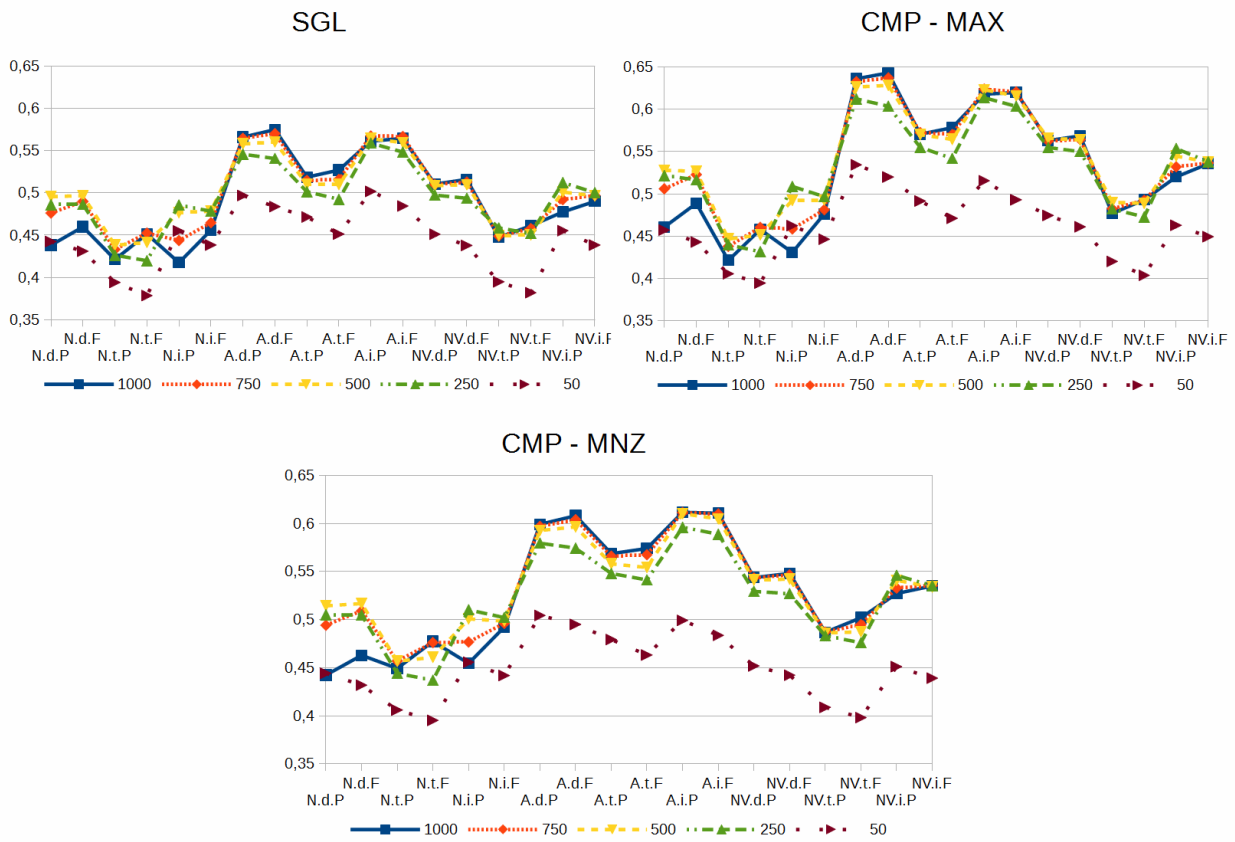 SGL
0,65
0,6
0,55
0,5
0,45
0,4
0,35
N.d.F N.t.F N.i.F A.d.F A.t.F A.i.F NV.d.F NV.t.F NV.i.F
N.d.P N.t.P N.i.P A.d.P A.t.P A.i.P NV.d.P NV.t.P NV.i.P
1000 750 500 250 50
CMP - MAX
0,65
0,6
0,55
0,5
0,45
0,4
0,35
N.d.F N.t.F N.i.F A.d.F A.t.F A.i.F NV.d.F NV.t.F NV.i.F
N.d.P N.t.P N.i.P A.d.P A.t.P A.i.P NV.d.P NV.t.P NV.i.P
1000 750 500 250 50
CMP - MNZ
0,65
0,6
0,55
0,5
0,45
0,4
0,35
N.d.F N.t.F N.i.F A.d.F A.t.F A.i.F NV.d.F NV.t.F NV.i.F
N.d.P N.t.P N.i.P A.d.P A.t.P A.i.P NV.d.P NV.t.P NV.i.P
1000 750 500 250 50